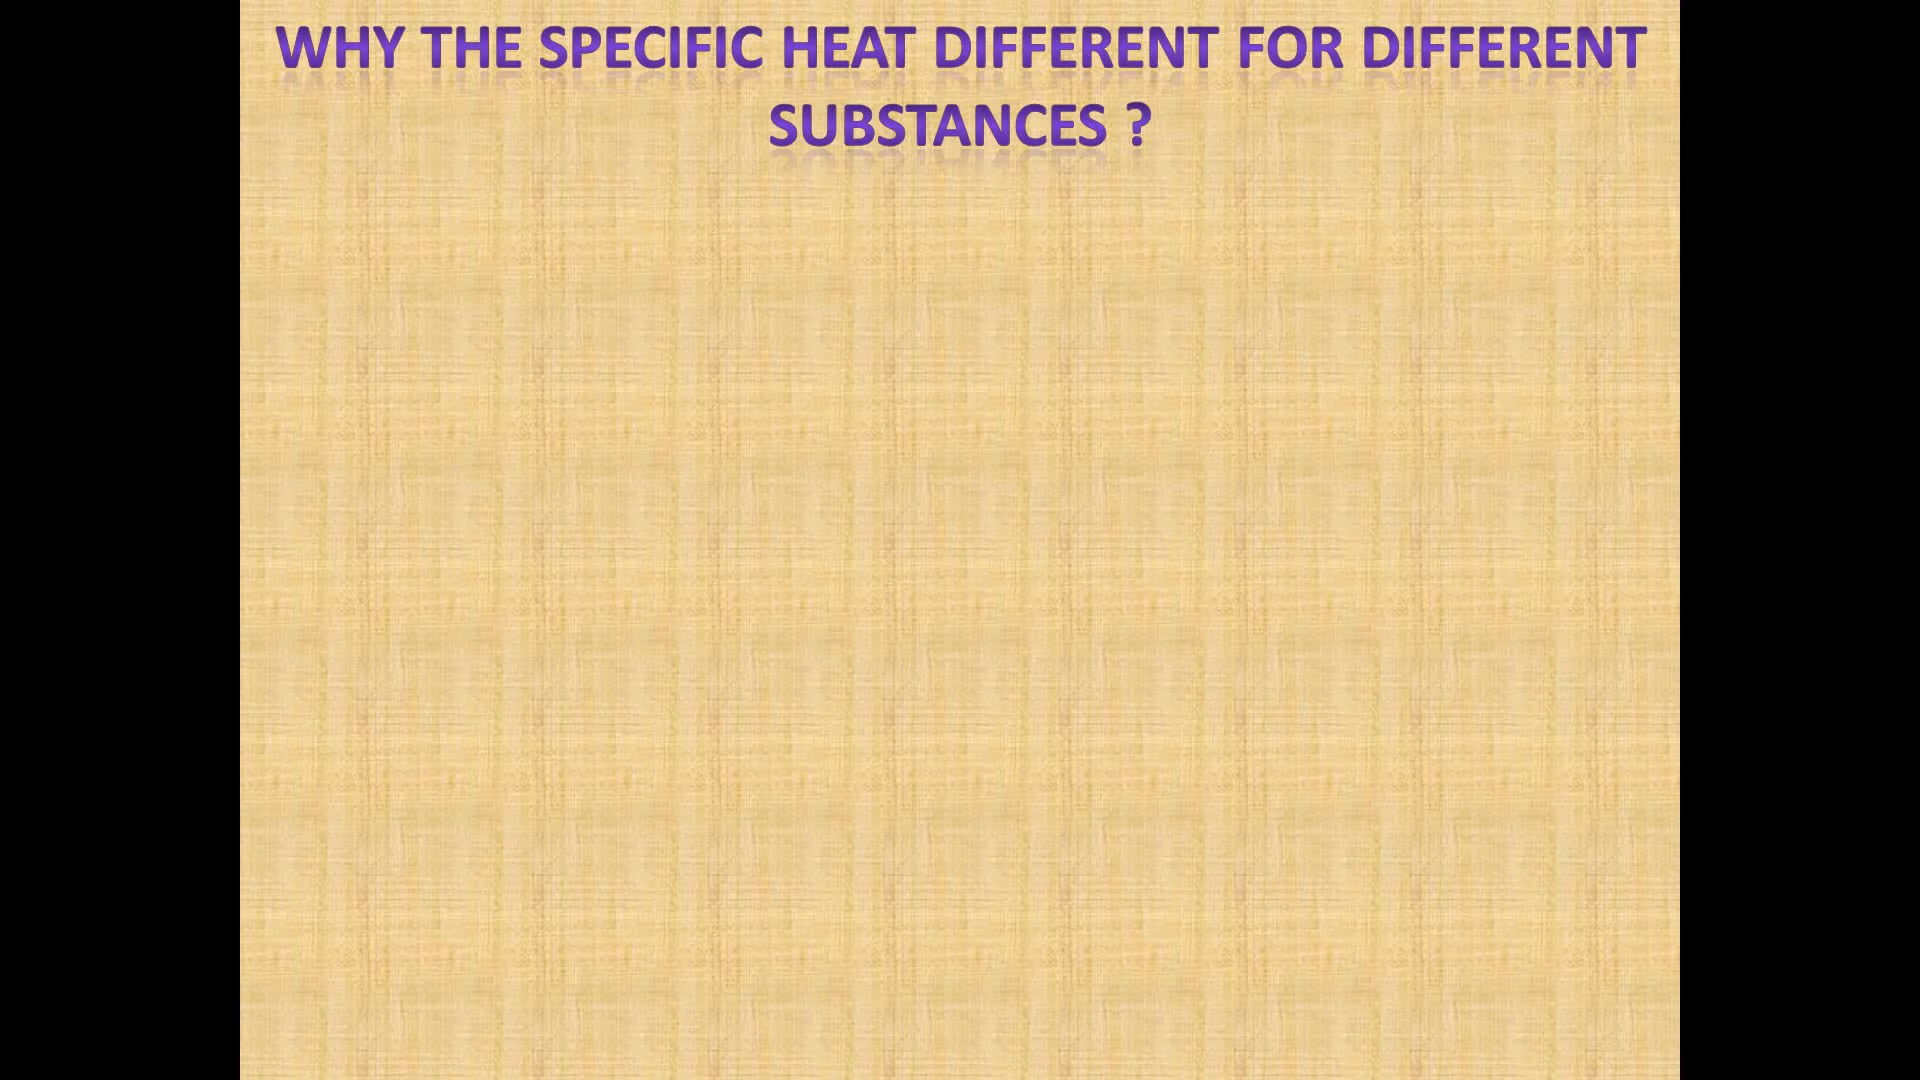 WHY THE SPECIFIC HEAT DIFFERENT FOR DIFFERENT
SUBSTANCES ?